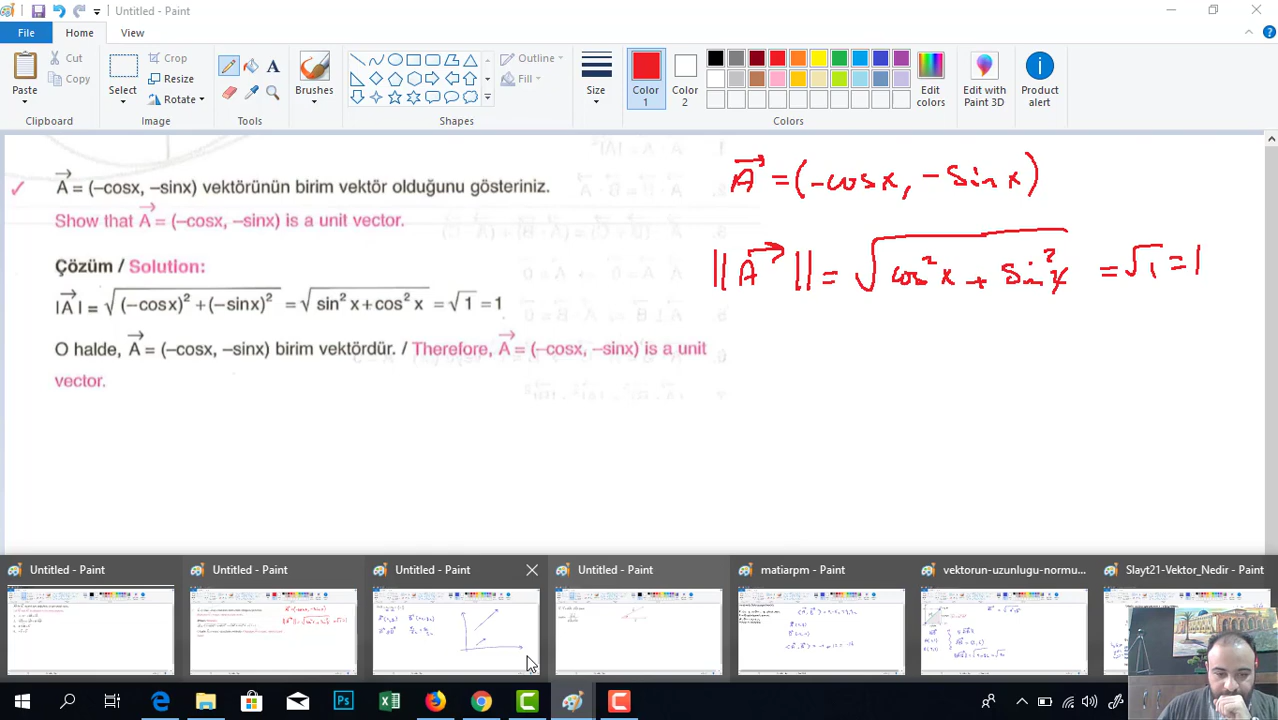 Untitled - Paint
File Home View
Paste Cut Copy Clipboard
Select Crop Resize Rotate Image
Tools
Brushes
Outline Fill Shapes
Size
Color 1 Color 2 Edit colors Colors
Edit with Paint 3D
Product alert
✓ A⃗ = (–cosx, –sinx) vektörünün birim vektör olduğunu gösteriniz.
Show that A⃗ = (–cosx, –sinx) is a unit vector.
Çözüm / Solution:
|A⃗| = √((–cosx)² + (–sinx)²) = √(sin² x + cos² x) = √1 = 1
O halde, A⃗ = (–cosx, –sinx) birim vektördür. / Therefore, A⃗ = (–cosx, –sinx) is a unit
vector.
A⃗ = (-cosx, -sinx)
||A⃗|| = √(cos²x + sin²x) = √1 = 1
Untitled - Paint
Untitled - Paint
Untitled - Paint
Untitled - Paint
matiarpm - Paint
vektorun-uzunlugu-normu...
Slayt21-Vektor_Nedir - Paint